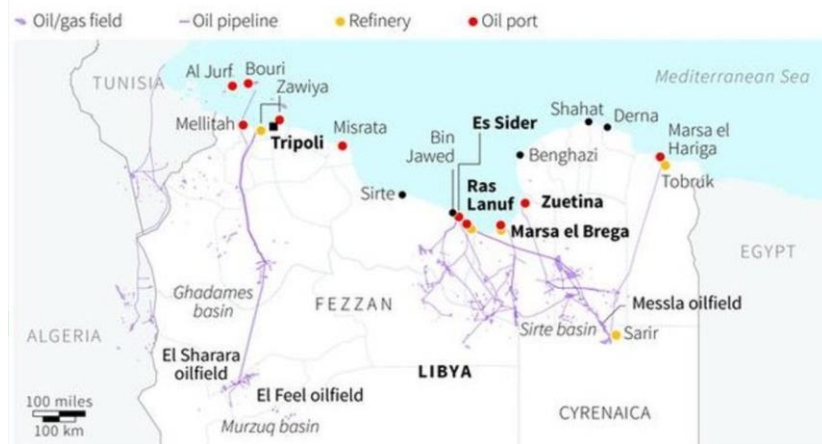 Oil/gas field Oil pipeline Refinery Oil port
TUNISIA
Al Jurf Bouri
Zawiya
Mediterranean Sea
Mellitah
Tripoli
Misrata
Sirte
Bin
Jawed
Es Sider
Ras
Lanuf
Shahat Derna
Benghazi
Marsa el
Hariga
Tobruk
Zuetina
Marsa el Brega
EGYPT
Ghadames
basin
FEZZAN
Messla oilfield
Sirte basin
Sarir
ALGERIA
El Sharara
oilfield
El Feel oilfield
LIBYA
Murzuq basin
CYRENAICA
100 miles
100 km